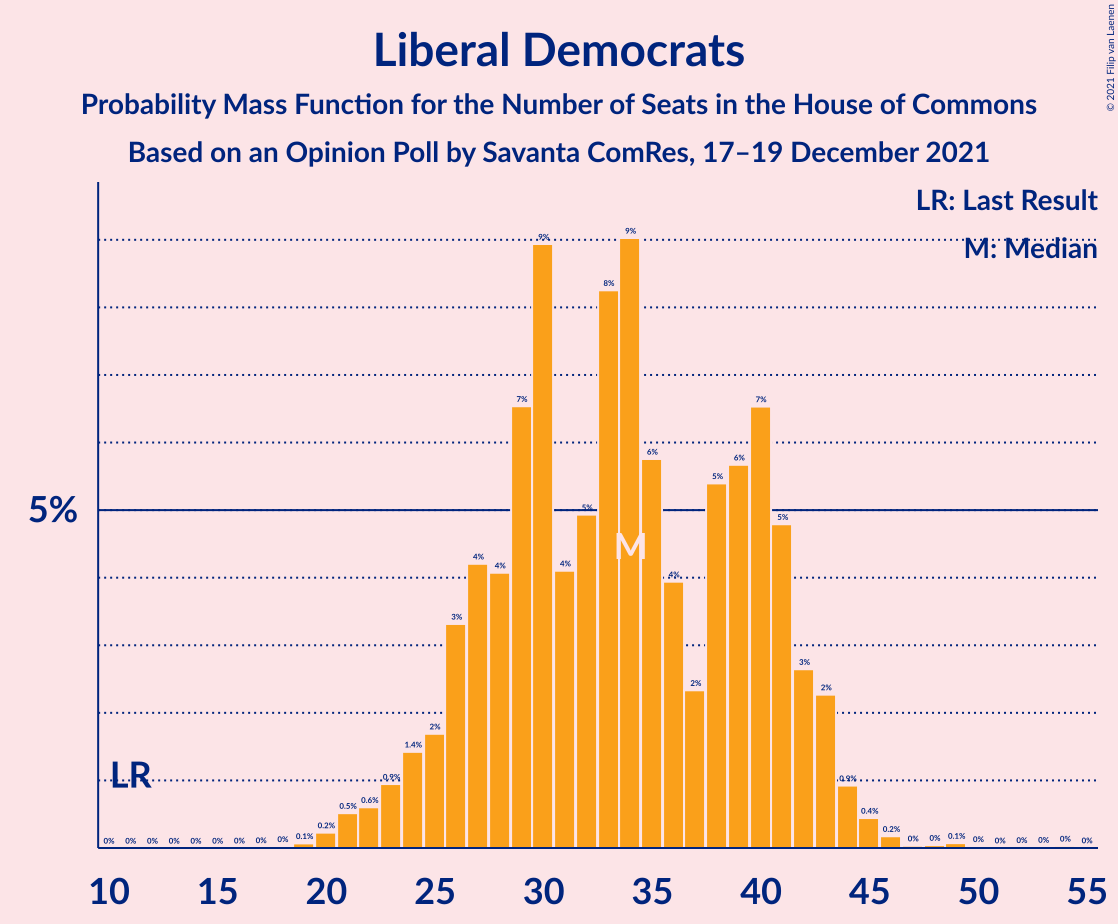 © 2021 Filip van Laenen
Liberal Democrats
Probability Mass Function for the Number of Seats in the House of Commons
Based on an Opinion Poll by Savanta ComRes, 17–19 December 2021
LR: Last Result
M: Median
5%
LR
M
0% 0% 0% 0% 0% 0% 0% 0% 0% 0.1% 0.2% 0.5% 0.6% 0.9% 1.4% 2% 3% 4% 4% 7% 9% 4% 5% 8% 9% 6% 4% 2% 5% 6% 7% 5% 3% 2% 0.9% 0.4% 0.2% 0% 0% 0.1% 0% 0% 0% 0% 0% 0%
10 15 20 25 30 35 40 45 50 55